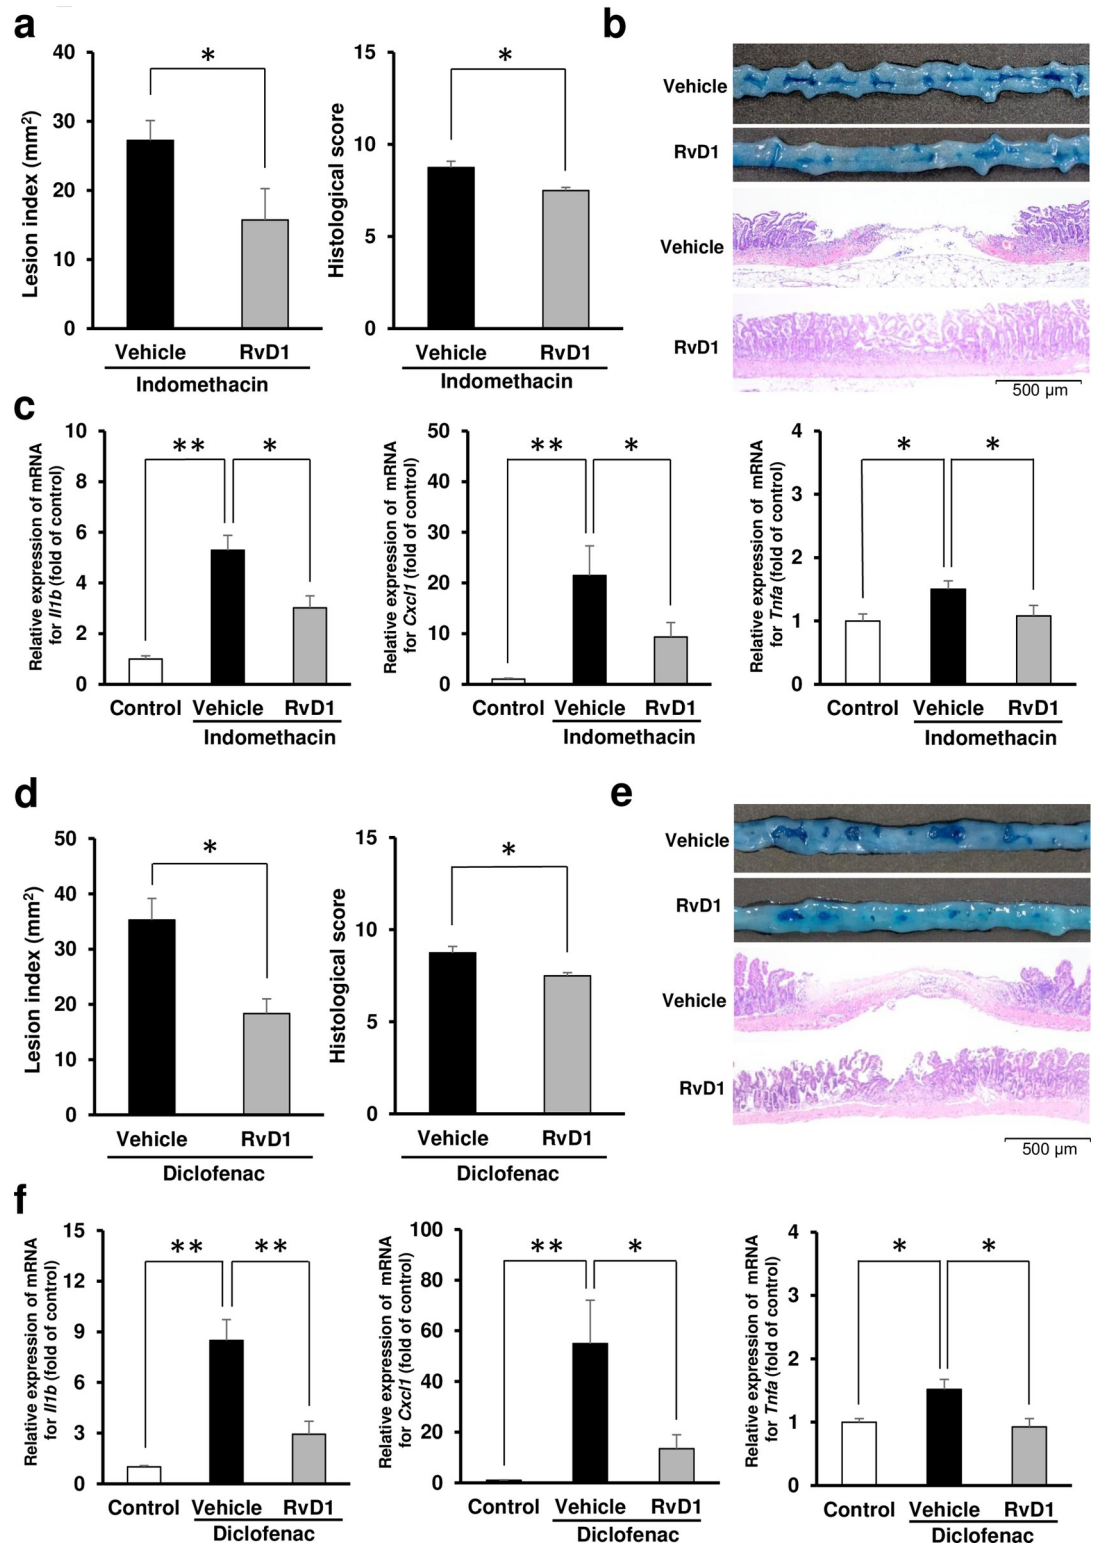 a
40
30
20
10
0
Lesion index (mm²)
*
Vehicle RvD1
Indomethacin
15
10
5
0
Histological score
*
Vehicle RvD1
Indomethacin
b
Vehicle
RvD1
Vehicle
RvD1
500 µm
c
10
8
6
4
2
0
Relative expression of mRNA
for Il1b (fold of control)
** *
Control Vehicle RvD1
Indomethacin
50
40
30
20
10
0
Relative expression of mRNA
for Cxcl1 (fold of control)
** *
Control Vehicle RvD1
Indomethacin
4
3
2
1
0
Relative expression of mRNA
for Tnfa (fold of control)
* *
Control Vehicle RvD1
Indomethacin
d
50
40
30
20
10
0
Lesion index (mm²)
*
Vehicle RvD1
Diclofenac
15
10
5
0
Histological score
*
Vehicle RvD1
Diclofenac
e
Vehicle
RvD1
Vehicle
RvD1
500 µm
f
15
12
9
6
3
0
Relative expression of mRNA
for Il1b (fold of control)
** **
Control Vehicle RvD1
Diclofenac
100
80
60
40
20
0
Relative expression of mRNA
for Cxcl1 (fold of control)
** *
Control Vehicle RvD1
Diclofenac
4
3
2
1
0
Relative expression of mRNA
for Tnfa (fold of control)
* *
Control Vehicle RvD1
Diclofenac